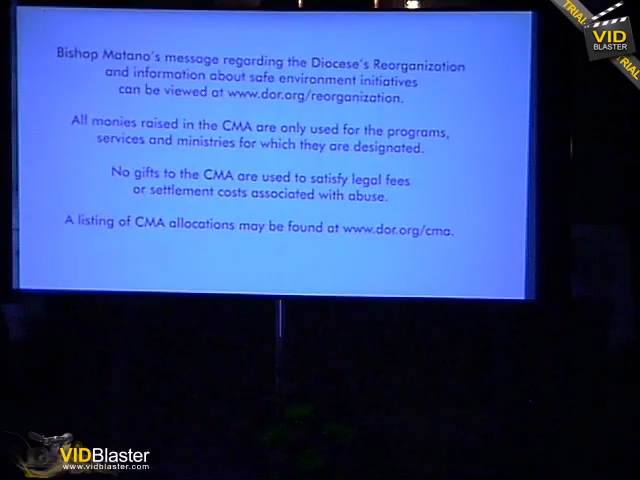 TRIAL
VID
BLASTER
TRIAL
Bishop Matano's message regarding the Diocese's Reorganization
and information about safe environment initiatives
can be viewed at www.dor.org/reorganization.
All monies raised in the CMA are only used for the programs,
services and ministries for which they are designated.
No gifts to the CMA are used to satisfy legal fees
or settlement costs associated with abuse.
A listing of CMA allocations may be found at www.dor.org/cma.
VIDBlaster
www.vidblaster.com